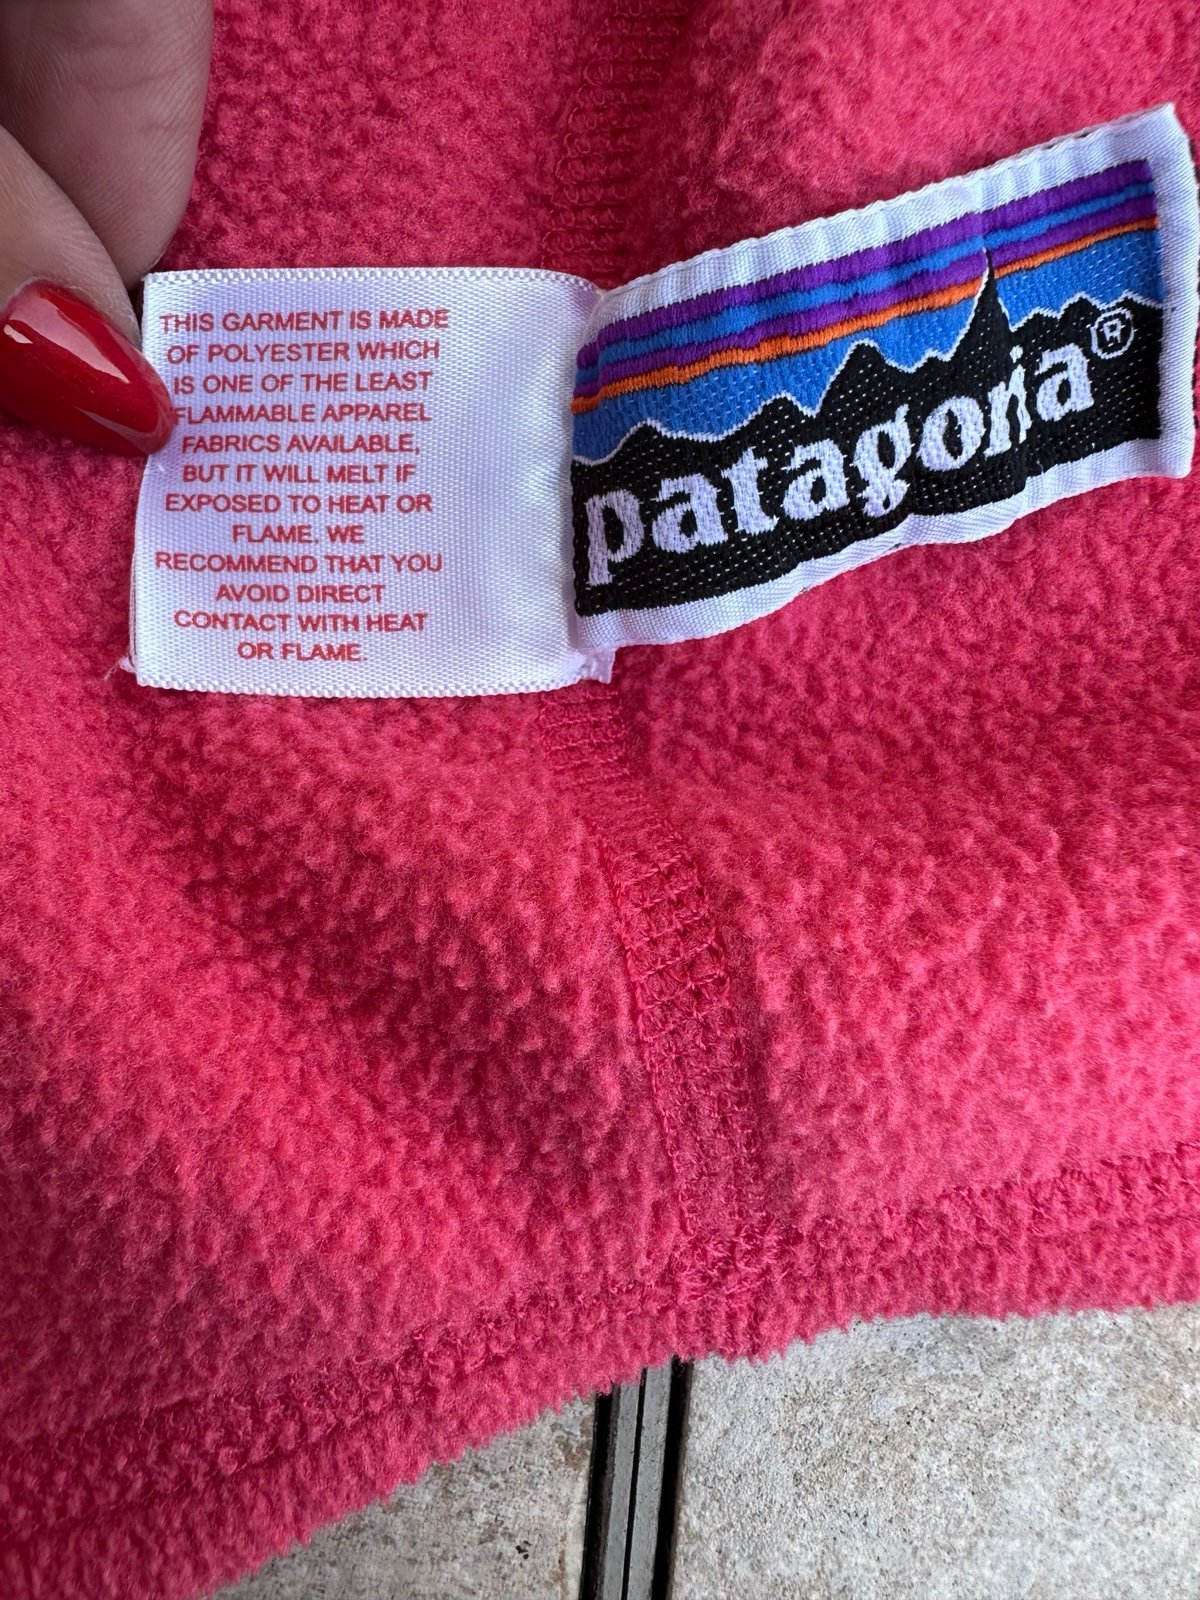 THIS GARMENT IS MADE
OF POLYESTER WHICH
IS ONE OF THE LEAST
FLAMMABLE APPAREL
FABRICS AVAILABLE,
BUT IT WILL MELT IF
EXPOSED TO HEAT OR
FLAME. WE
RECOMMEND THAT YOU
AVOID DIRECT
CONTACT WITH HEAT
OR FLAME.
patagonia®